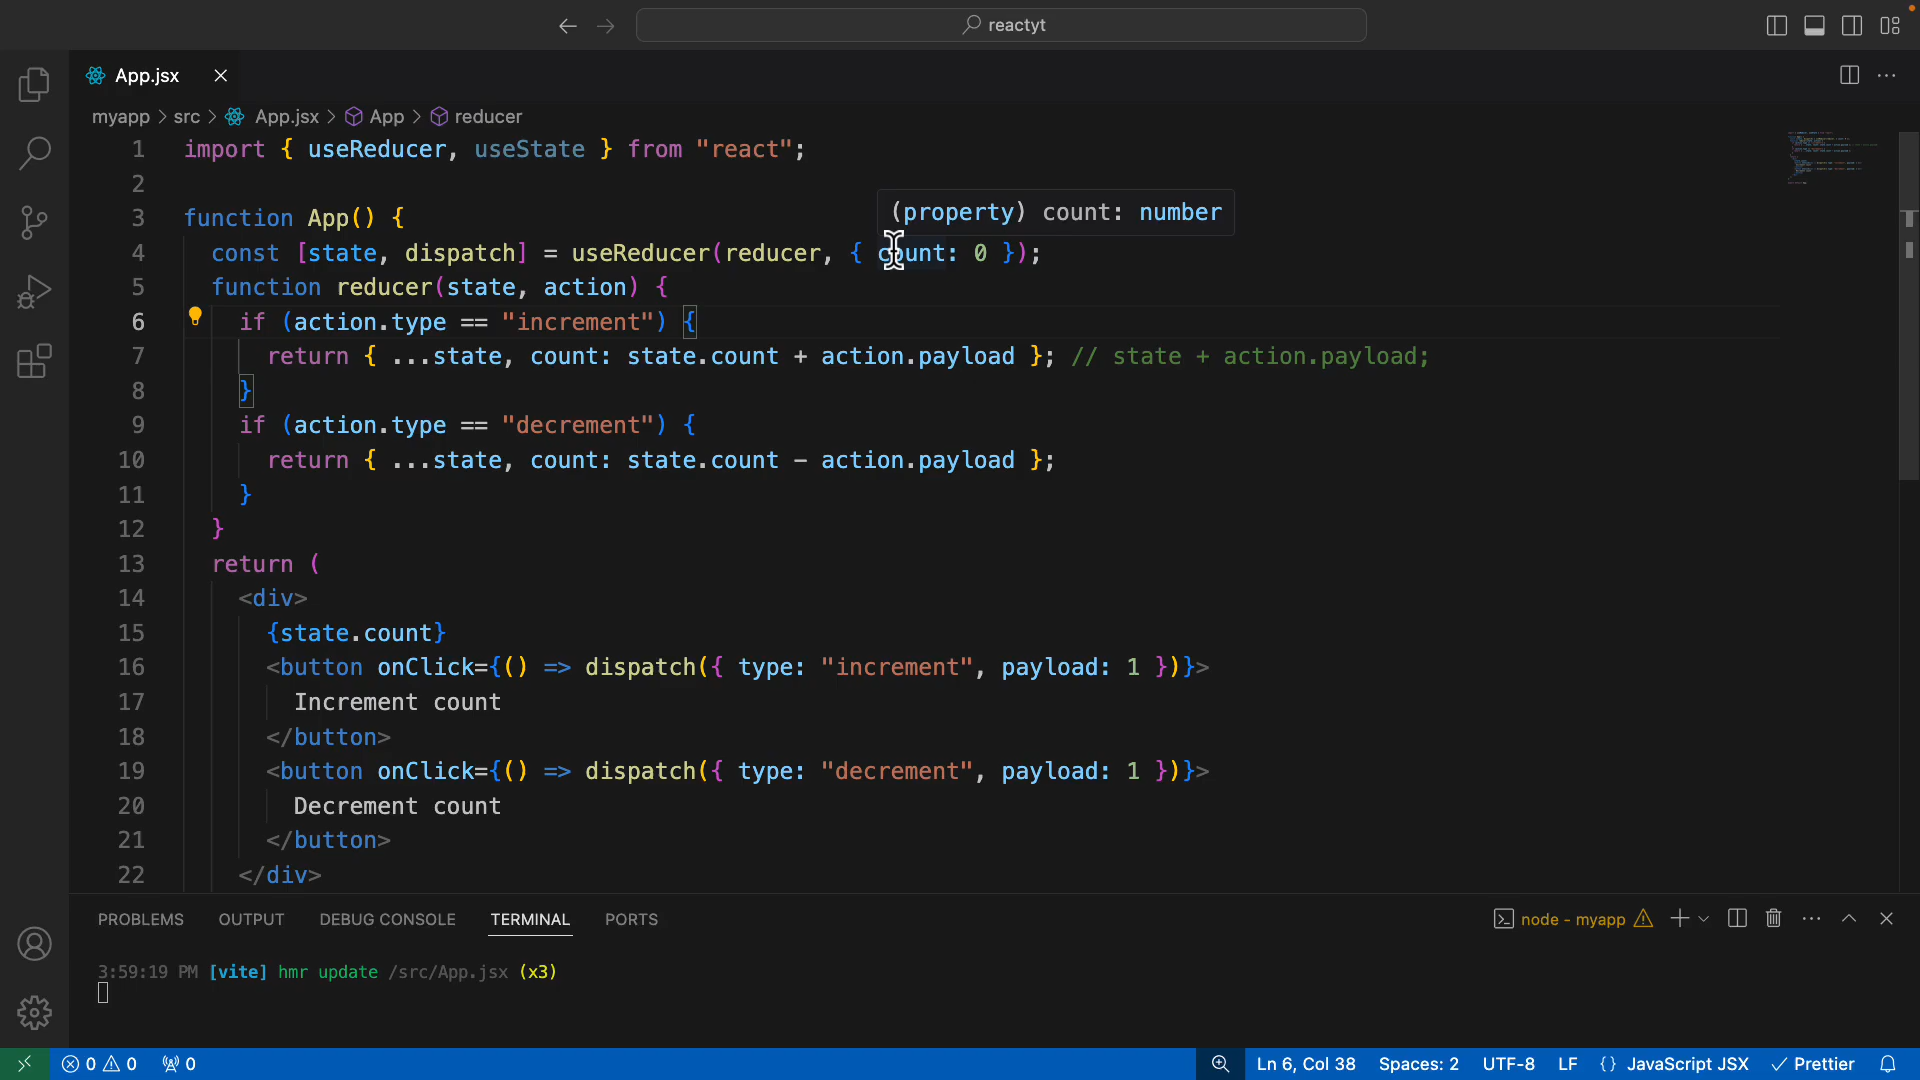 reactyt
App.jsx
myapp > src > App.jsx > App > reducer
1 import { useReducer, useState } from "react";
2
(property) count: number
3 function App() {
4 const [state, dispatch] = useReducer(reducer, { count: 0 });
5 function reducer(state, action) {
6 if (action.type == "increment") {
7 return { ...state, count: state.count + action.payload }; // state + action.payload;
8 }
9 if (action.type == "decrement") {
10 return { ...state, count: state.count - action.payload };
11 }
12 }
13 return (
14 <div>
15 {state.count}
16 <button onClick={() => dispatch({ type: "increment", payload: 1 })}>
17 Increment count
18 </button>
19 <button onClick={() => dispatch({ type: "decrement", payload: 1 })}>
20 Decrement count
21 </button>
22 </div>
PROBLEMS OUTPUT DEBUG CONSOLE TERMINAL PORTS node - myapp
3:59:19 PM [vite] hmr update /src/App.jsx (x3)
0 0 0 Ln 6, Col 38 Spaces: 2 UTF-8 LF {} JavaScript JSX Prettier